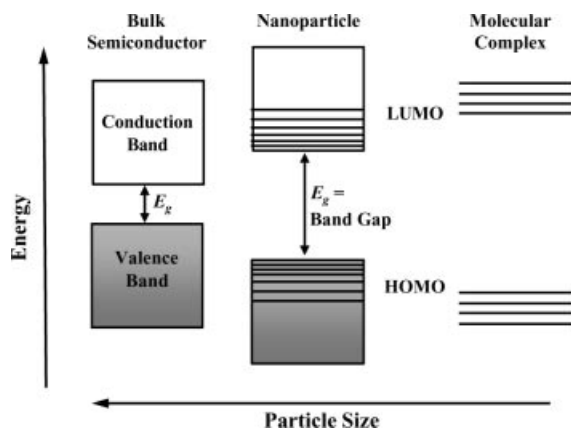 Bulk
Semiconductor
Nanoparticle
Molecular
Complex
Energy
Conduction
Band
Eg
Valence
Band
Eg =
Band Gap
LUMO
HOMO
Particle Size